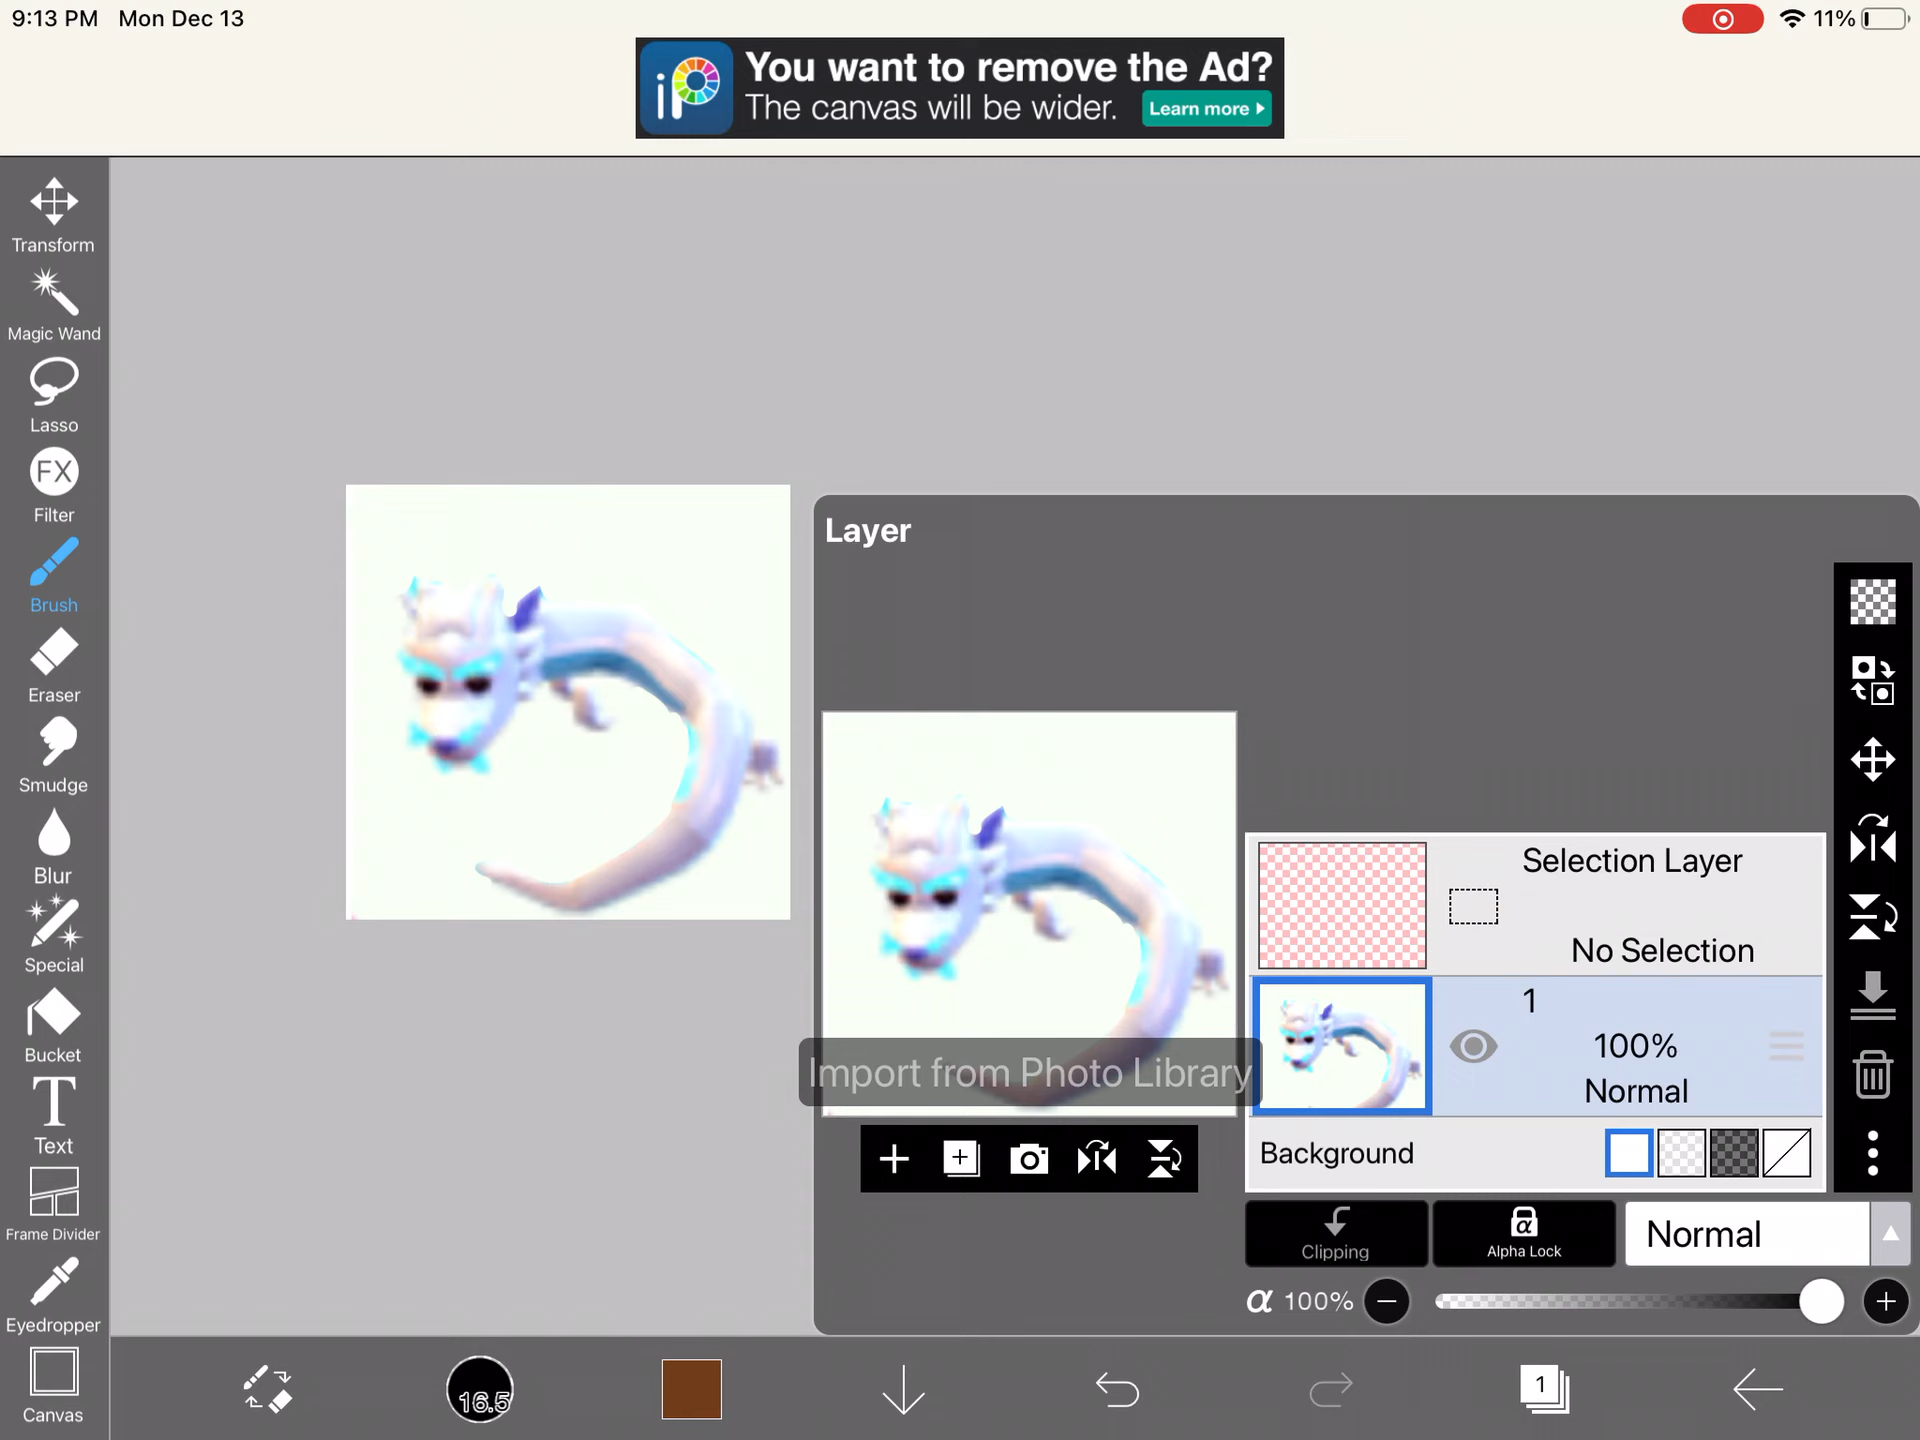 9:13 PM Mon Dec 13
11%
iP
You want to remove the Ad?
The canvas will be wider.
Learn more
Transform
Magic Wand
Lasso
FX
Filter
Brush
Eraser
Smudge
Blur
Special
Bucket
T
Text
Frame Divider
Eyedropper
Canvas
Layer
Selection Layer
No Selection
1
100%
Normal
Import from Photo Library
Background
Clipping
α
Alpha Lock
Normal
α 100%
16.5
1